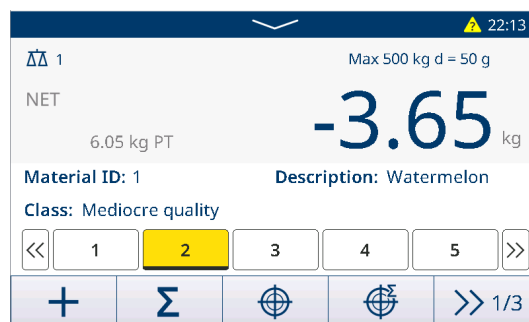 22:13
1 Max 500 kg d = 50 g
NET
-3.65 kg
6.05 kg PT
Material ID: 1 Description: Watermelon
Class: Mediocre quality
<< 1 2 3 4 5 >>
+ Σ Σ >> 1/3